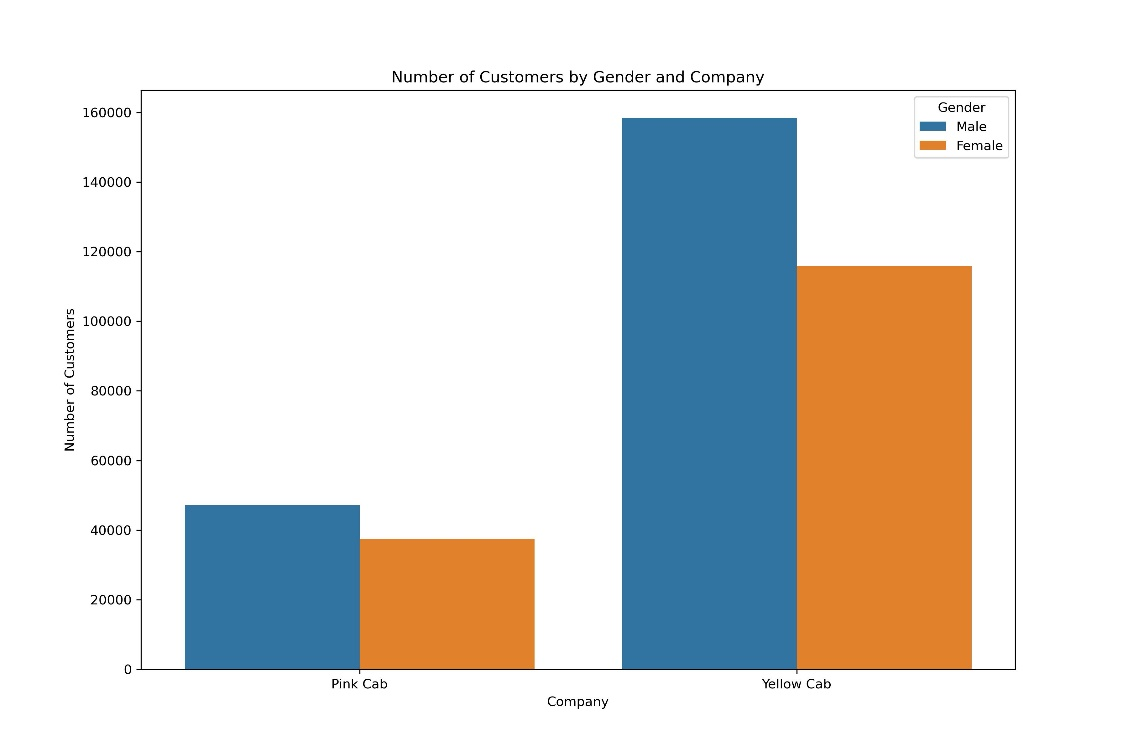 Number of Customers by Gender and Company
160000
140000
120000
100000
80000
60000
40000
20000
0
Number of Customers
Gender
Male
Female
Pink Cab
Yellow Cab
Company